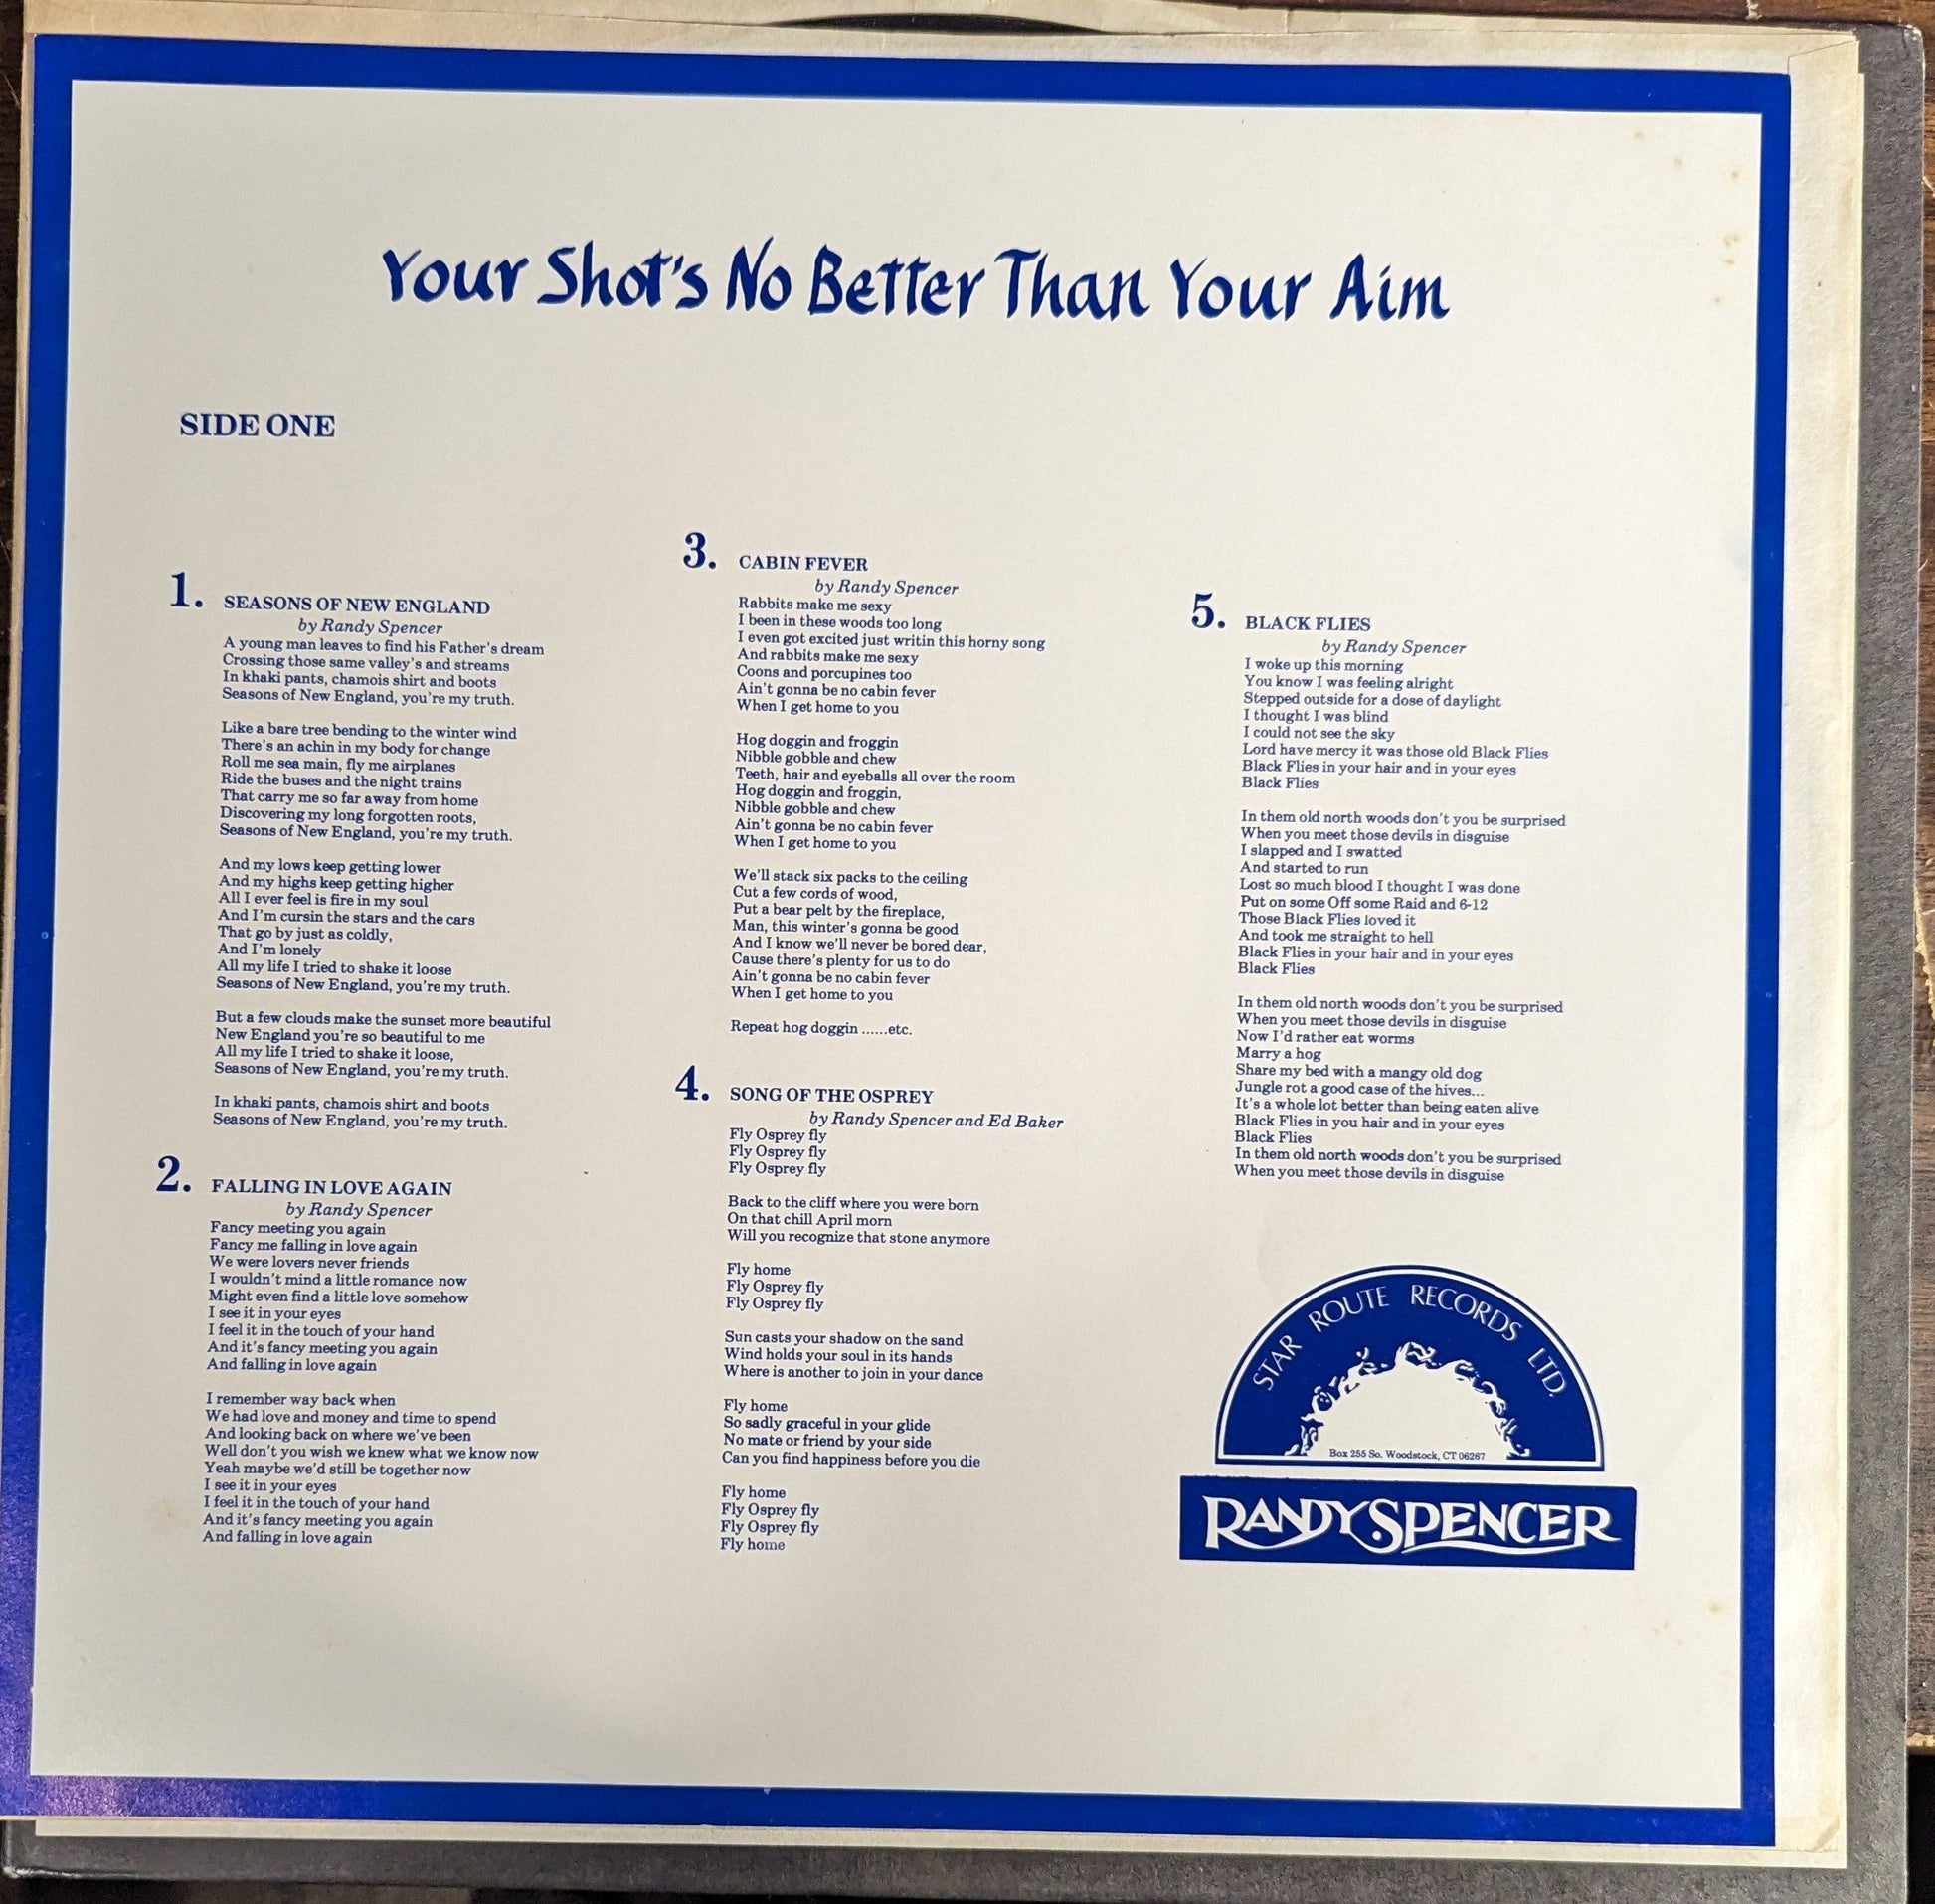 Your Shot's No Better Than Your Aim
SIDE ONE
1. SEASONS OF NEW ENGLAND
by Randy Spencer
A young man leaves to find his Father's dream
Crossing those same valley's and streams
In khaki pants, chamois shirt and boots
Seasons of New England, you're my truth.
Like a bare tree bending to the winter wind
There's an achin in my body for change
Roll me sea main, fly me airplanes
Ride the buses and the night trains
That carry me so far away from home
Discovering my long forgotten roots,
Seasons of New England, you're my truth.
And my lows keep getting lower
And my highs keep getting higher
All I ever feel is fire in my soul
And I'm cursin the stars and the cars
That go by just as coldly,
And I'm lonely
All my life I tried to shake it loose
Seasons of New England, you're my truth.
But a few clouds make the sunset more beautiful
New England you're so beautiful to me
All my life I tried to shake it loose,
Seasons of New England, you're my truth.
In khaki pants, chamois shirt and boots
Seasons of New England, you're my truth.
2. FALLING IN LOVE AGAIN
by Randy Spencer
Fancy meeting you again
Fancy me falling in love again
We were lovers never friends
I wouldn't mind a little romance now
Might even find a little love somehow
I see it in your eyes
I feel it in the touch of your hand
And it's fancy meeting you again
And falling in love again
I remember way back when
We had love and money and time to spend
And looking back on where we've been
Well don't you wish we knew what we know now
Yeah maybe we'd still be together now
I see it in your eyes
I feel it in the touch of your hand
And it's fancy meeting you again
And falling in love again
3. CABIN FEVER
by Randy Spencer
Rabbits make me sexy
I been in these woods too long
I even got excited just writin this horny song
And rabbits make me sexy
Coons and porcupines too
Ain't gonna be no cabin fever
When I get home to you
Hog doggin and froggin
Nibble gobble and chew
Teeth, hair and eyeballs all over the room
Hog doggin and froggin,
Nibble gobble and chew
Ain't gonna be no cabin fever
When I get home to you
We'll stack six packs to the ceiling
Cut a few cords of wood,
Put a bear pelt by the fireplace,
Man, this winter's gonna be good
And I know we'll never be bored dear,
Cause there's plenty for us to do
Ain't gonna be no cabin fever
When I get home to you
Repeat hog doggin ......etc.
4. SONG OF THE OSPREY
by Randy Spencer and Ed Baker
Fly Osprey fly
Fly Osprey fly
Fly Osprey fly
Back to the cliff where you were born
On that chill April morn
Will you recognize that stone anymore
Fly home
Fly Osprey fly
Fly Osprey fly
Sun casts your shadow on the sand
Wind holds your soul in its hands
Where is another to join in your dance
Fly home
So sadly graceful in your glide
No mate or friend by your side
Can you find happiness before you die
Fly home
Fly Osprey fly
Fly Osprey fly
Fly home
5. BLACK FLIES
by Randy Spencer
I woke up this morning
You know I was feeling alright
Stepped outside for a dose of daylight
I thought I was blind
I could not see the sky
Lord have mercy it was those old Black Flies
Black Flies in your hair and in your eyes
Black Flies
In them old north woods don't you be surprised
When you meet those devils in disguise
I slapped and I swatted
And started to run
Lost so much blood I thought I was done
Put on some Off some Raid and 6-12
Those Black Flies loved it
And took me straight to hell
Black Flies in your hair and in your eyes
Black Flies
In them old north woods don't you be surprised
When you meet those devils in disguise
Now I'd rather eat worms
Marry a hog
Share my bed with a mangy old dog
Jungle rot a good case of the hives...
It's a whole lot better than being eaten alive
Black Flies in you hair and in your eyes
Black Flies
In them old north woods don't you be surprised
When you meet those devils in disguise
STAR ROUTE RECORDS LTD.
Box 255 So. Woodstock, CT 06267
RANDY SPENCER